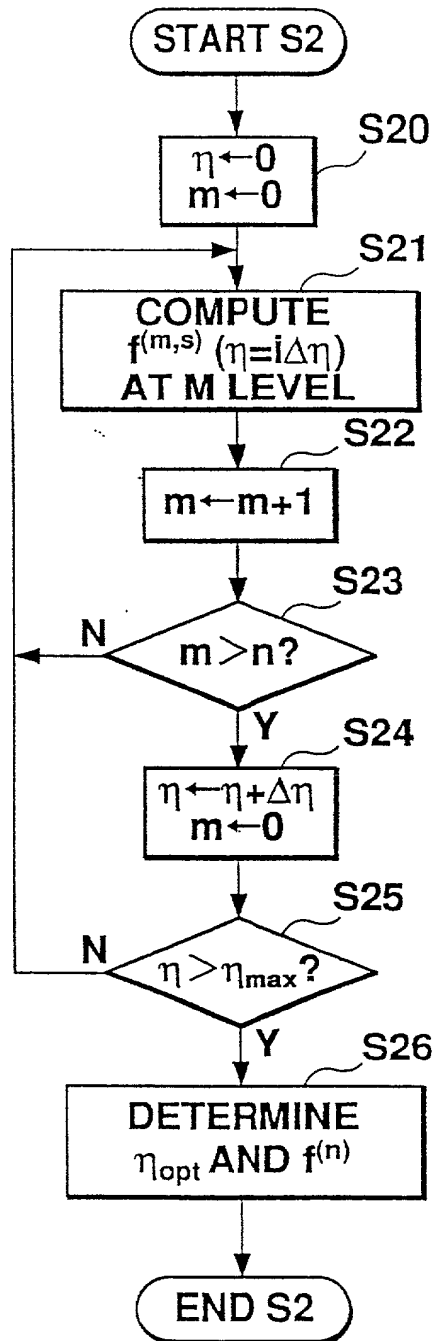 START S2
S20
η←0
m←0
S21
COMPUTE
f^(m,s) (η=iΔη)
AT M LEVEL
S22
m←m+1
S23
N
m>n?
Y
S24
η←η+Δη
m←0
S25
N
η>ηmax?
Y
S26
DETERMINE
ηopt AND f^(n)
END S2